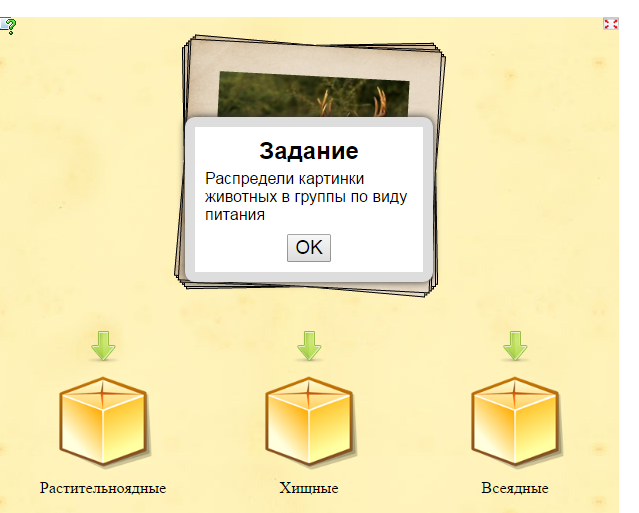 Задание
Распредели картинки
животных в группы по виду
питания
OK
Растительноядные
Хищные
Всеядные